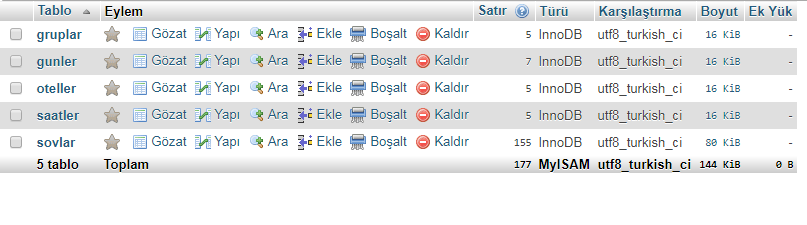 Tablo Eylem Satır Türü Karşılaştırma Boyut Ek Yük
gruplar Gözat Yapı Ara Ekle Boşalt Kaldır 5 InnoDB utf8_turkish_ci 16 KiB -
gunler Gözat Yapı Ara Ekle Boşalt Kaldır 7 InnoDB utf8_turkish_ci 16 KiB -
oteller Gözat Yapı Ara Ekle Boşalt Kaldır 5 InnoDB utf8_turkish_ci 16 KiB -
saatler Gözat Yapı Ara Ekle Boşalt Kaldır 5 InnoDB utf8_turkish_ci 16 KiB -
sovlar Gözat Yapı Ara Ekle Boşalt Kaldır 155 InnoDB utf8_turkish_ci 80 KiB -
5 tablo Toplam 177 MyISAM utf8_turkish_ci 144 KiB 0 B